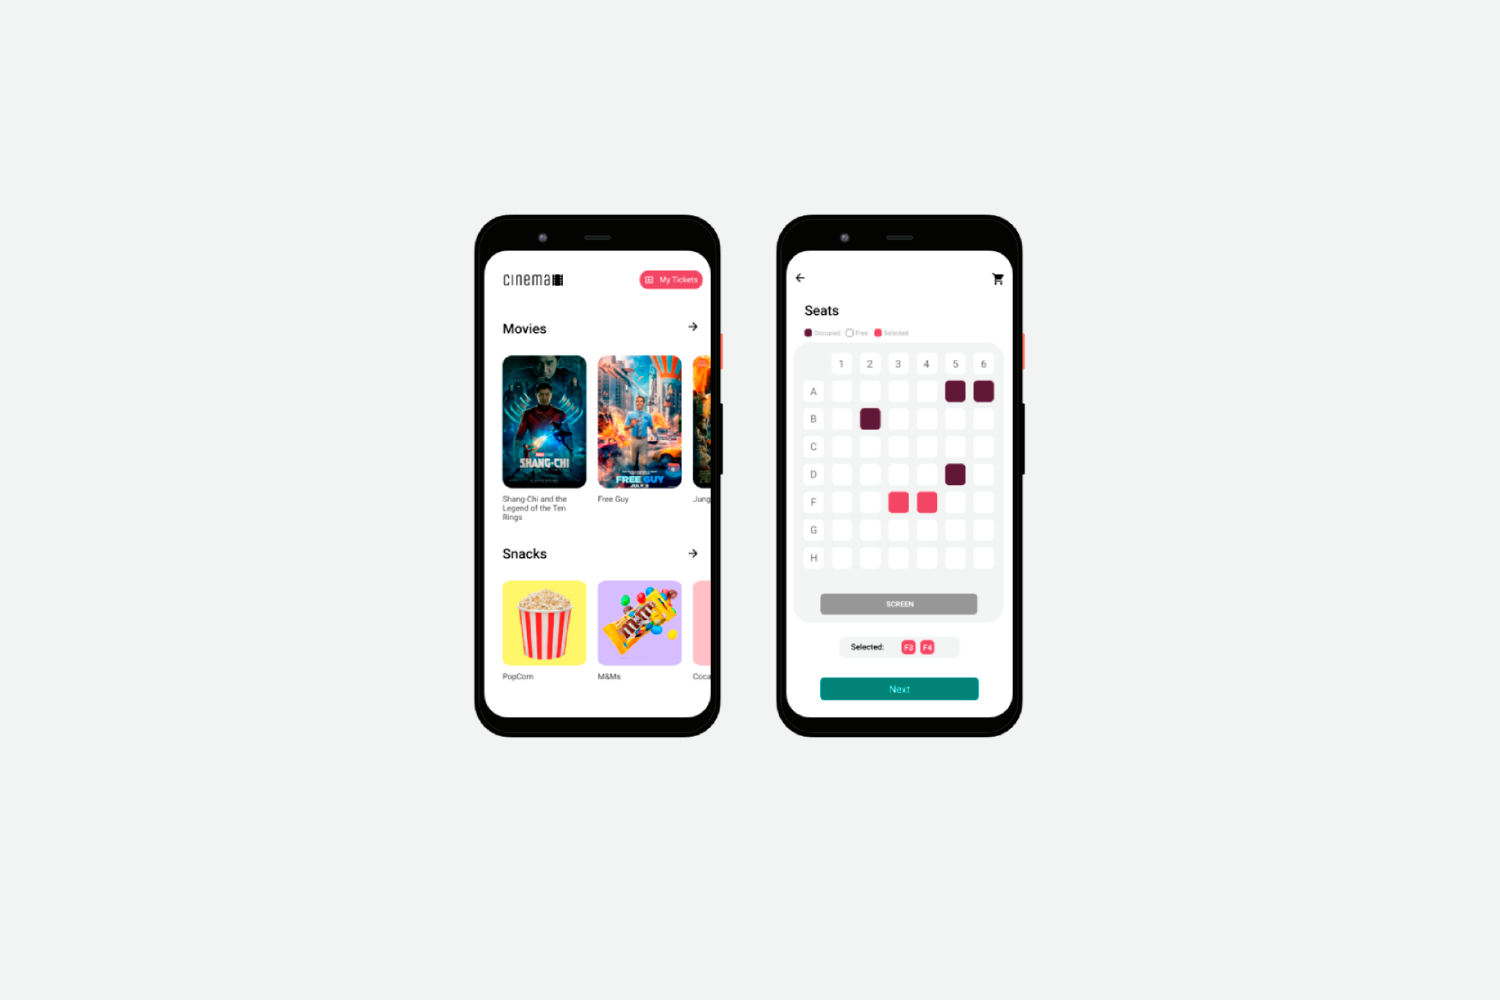 cinema
My Tickets
Movies
SHANG-CHI
FREE GUY
Shang-Chi and the
Legend of the Ten
Rings
Free Guy
Jung
Snacks
m&m's
PopCorn
M&Ms
Coca
Seats
Occupied
Free
Selected
1 2 3 4 5 6
A
B
C
D
F
G
H
SCREEN
Selected: F3 F4
Next